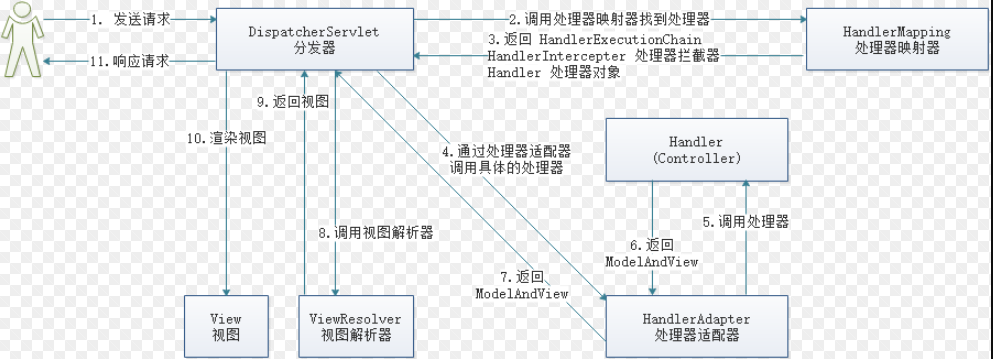 1. 发送请求
DispatcherServlet
分发器
2.调用处理器映射器找到处理器
HandlerMapping
处理器映射器
3.返回 HandlerExecutionChain
HandlerIntercepter 处理器拦截器
Handler 处理器对象
11.响应请求
9.返回视图
10.渲染视图
4.通过处理器适配器
调用具体的处理器
Handler
(Controller)
5.调用处理器
8.调用视图解析器
6.返回
ModelAndView
7.返回
ModelAndView
View
视图
ViewResolver
视图解析器
HandlerAdapter
处理器适配器